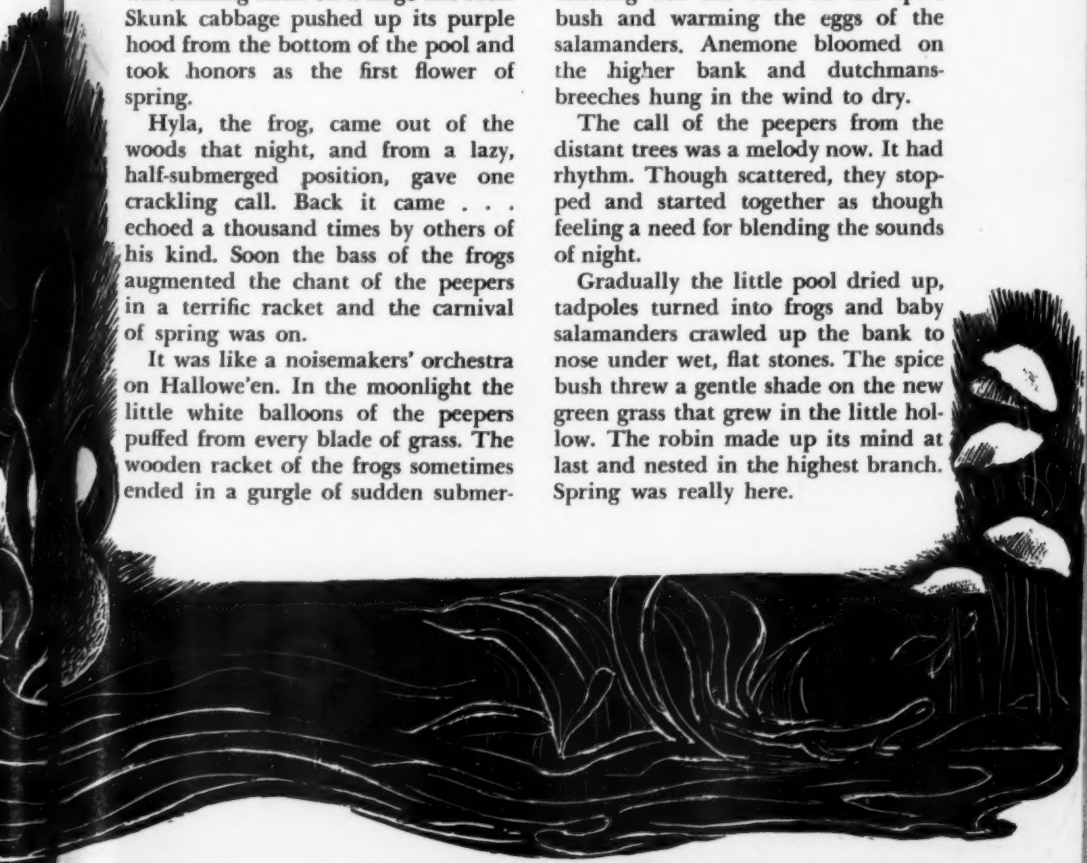 Skunk cabbage pushed up its purple
hood from the bottom of the pool and
took honors as the first flower of
spring.
Hyla, the frog, came out of the
woods that night, and from a lazy,
half-submerged position, gave one
crackling call. Back it came . . .
echoed a thousand times by others of
his kind. Soon the bass of the frogs
augmented the chant of the peepers
in a terrific racket and the carnival
of spring was on.
It was like a noisemakers' orchestra
on Hallowe'en. In the moonlight the
little white balloons of the peepers
puffed from every blade of grass. The
wooden racket of the frogs sometimes
ended in a gurgle of sudden submer-
bush and warming the eggs of the
salamanders. Anemone bloomed on
the higher bank and dutchmans-
breeches hung in the wind to dry.
The call of the peepers from the
distant trees was a melody now. It had
rhythm. Though scattered, they stop-
ped and started together as though
feeling a need for blending the sounds
of night.
Gradually the little pool dried up,
tadpoles turned into frogs and baby
salamanders crawled up the bank to
nose under wet, flat stones. The spice
bush threw a gentle shade on the new
green grass that grew in the little hol-
low. The robin made up its mind at
last and nested in the highest branch.
Spring was really here.